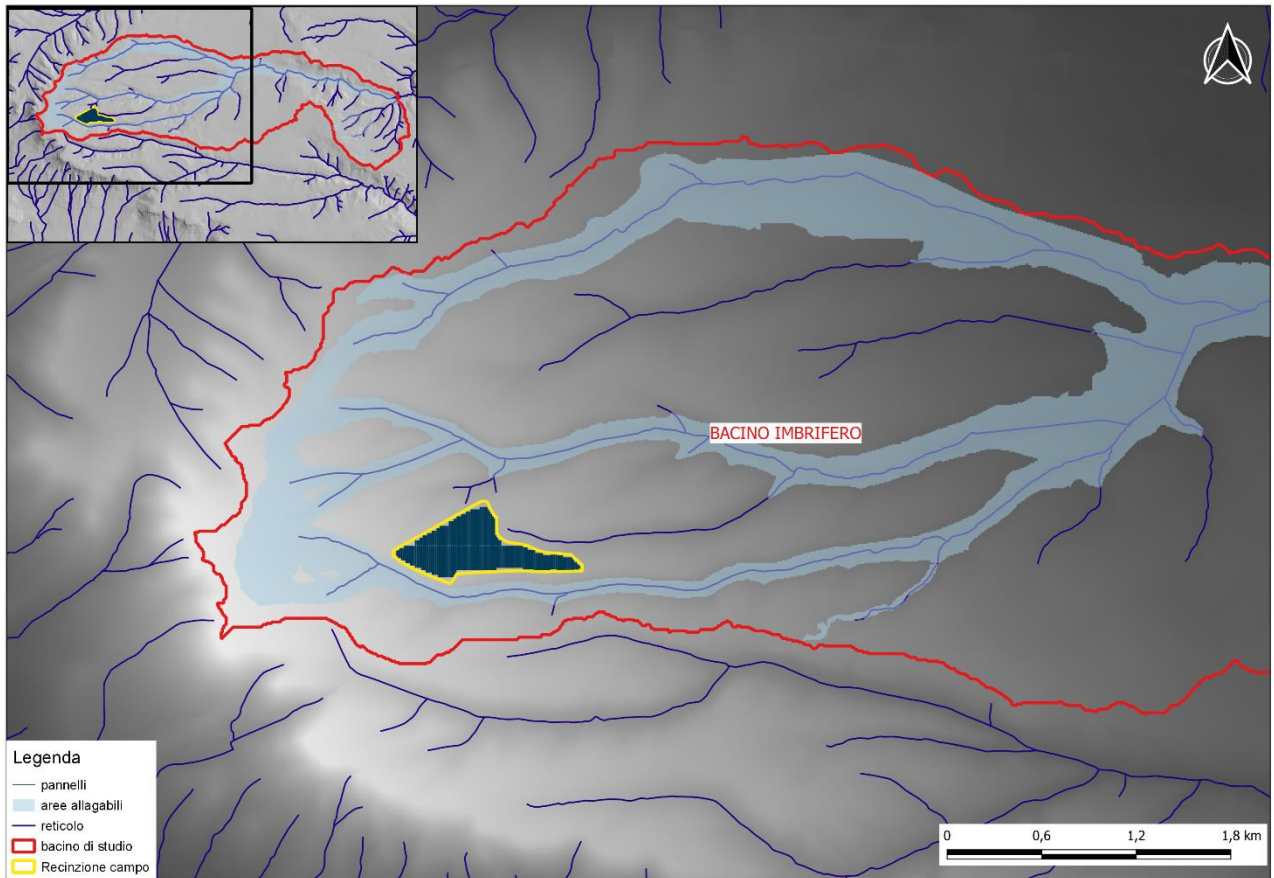 BACINO IMBRIFERO
Legenda
pannelli
aree allagabili
reticolo
bacino di studio
Recinzione campo
0 0,6 1,2 1,8 km